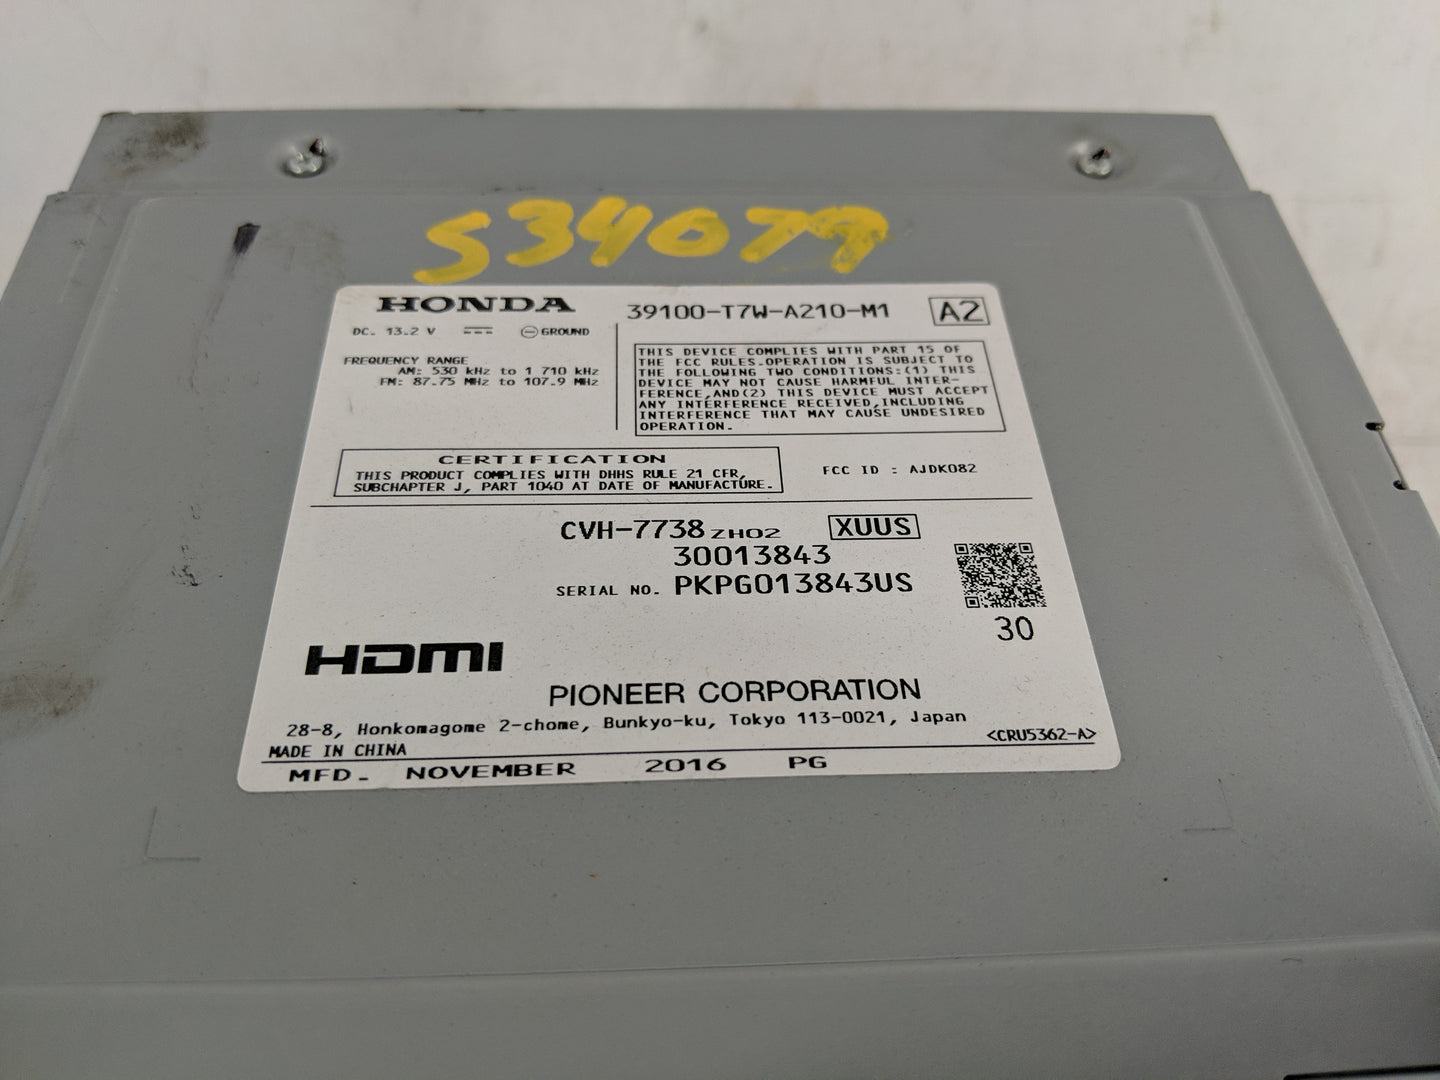 S34079
HONDA
39100-T7W-A210-M1
A2
DC. 13.2 V
GROUND
FREQUENCY RANGE
AM: 530 kHz to 1 710 kHz
FM: 87.75 MHz to 107.9 MHz
THIS DEVICE COMPLIES WITH PART 15 OF
THE FCC RULES.OPERATION IS SUBJECT TO
THE FOLLOWING TWO CONDITIONS:(1) THIS
DEVICE MAY NOT CAUSE HARMFUL INTER-
FERENCE,AND(2) THIS DEVICE MUST ACCEPT
ANY INTERFERENCE RECEIVED,INCLUDING
INTERFERENCE THAT MAY CAUSE UNDESIRED
OPERATION.
CERTIFICATION
THIS PRODUCT COMPLIES WITH DHHS RULE 21 CFR,
SUBCHAPTER J, PART 1040 AT DATE OF MANUFACTURE.
FCC ID : AJDK082
CVH-7738 ZH02 XUUS
30013843
SERIAL NO. PKPG013843US
30
HDMI
PIONEER CORPORATION
28-8, Honkomagome 2-chome, Bunkyo-ku, Tokyo 113-0021, Japan
<CRU5362-A>
MADE IN CHINA
MFD. NOVEMBER 2016 PG